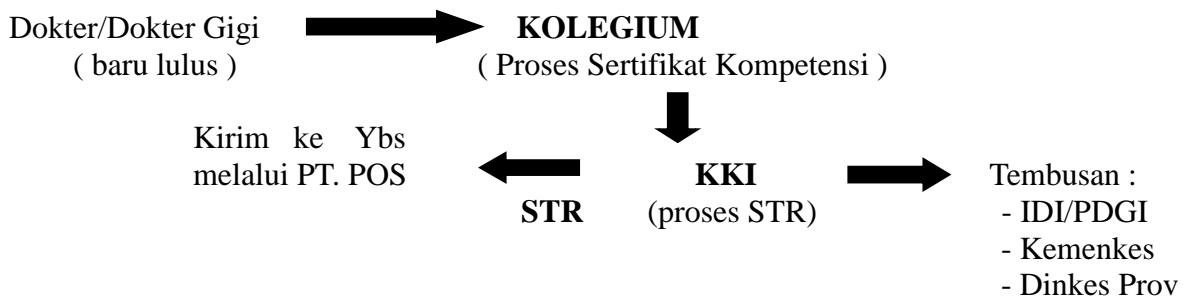 Dokter/Dokter Gigi
( baru lulus )
KOLEGIUM
( Proses Sertifikat Kompetensi )
Kirim ke Ybs
melalui PT. POS
STR
KKI
(proses STR)
Tembusan :
- IDI/PDGI
- Kemenkes
- Dinkes Prov